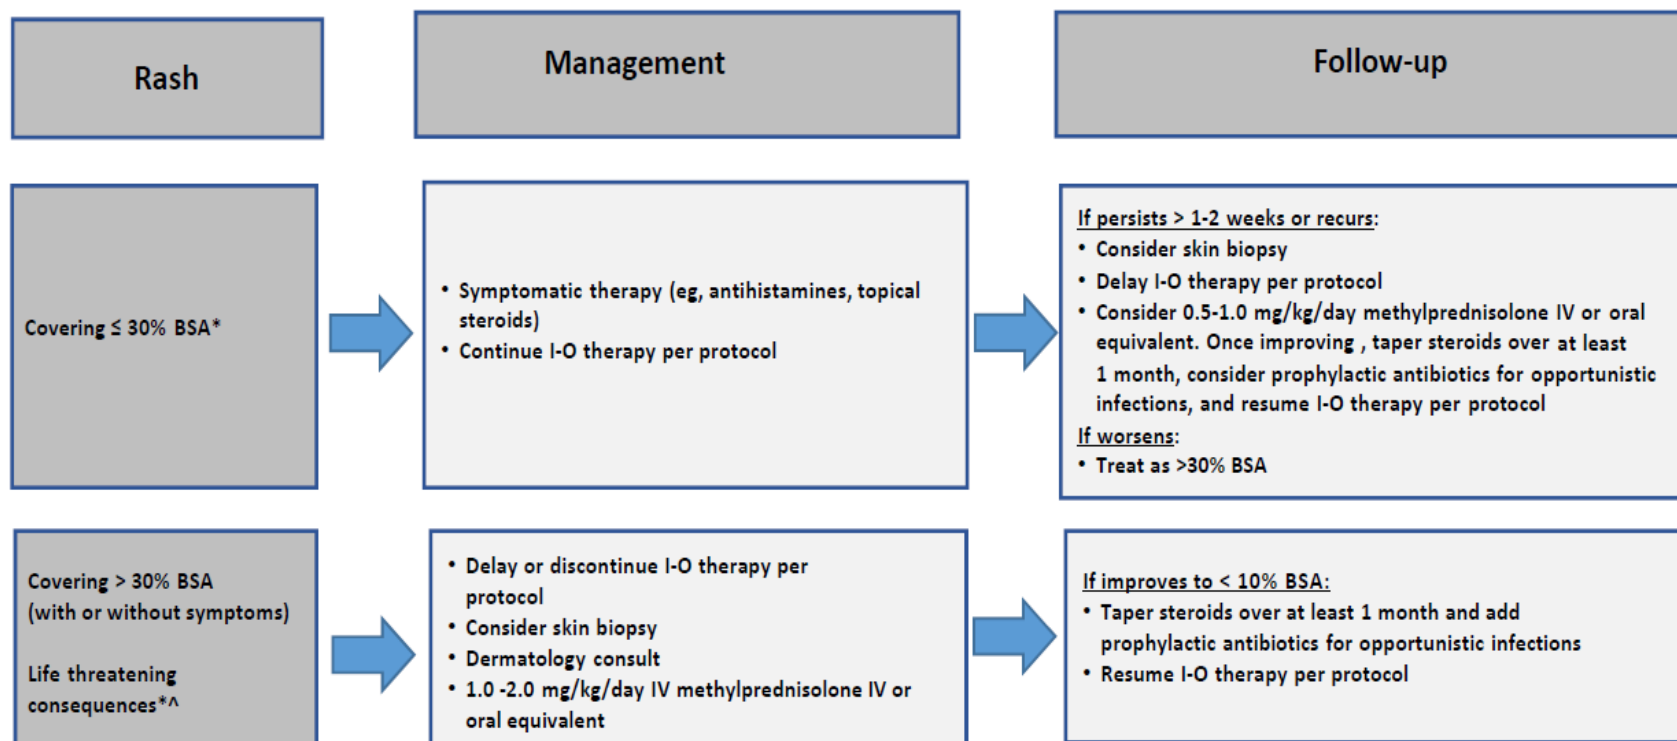 Rash
Management
Follow-up
Covering ≤ 30% BSA*
• Symptomatic therapy (eg, antihistamines, topical
steroids)
• Continue I-O therapy per protocol
If persists > 1-2 weeks or recurs:
• Consider skin biopsy
• Delay I-O therapy per protocol
• Consider 0.5-1.0 mg/kg/day methylprednisolone IV or oral
equivalent. Once improving , taper steroids over at least
1 month, consider prophylactic antibiotics for opportunistic
infections, and resume I-O therapy per protocol
If worsens:
• Treat as >30% BSA
Covering > 30% BSA
(with or without symptoms)
Life threatening
consequences*^
• Delay or discontinue I-O therapy per
protocol
• Consider skin biopsy
• Dermatology consult
• 1.0 -2.0 mg/kg/day IV methylprednisolone IV or
oral equivalent
If improves to < 10% BSA:
• Taper steroids over at least 1 month and add
prophylactic antibiotics for opportunistic infections
• Resume I-O therapy per protocol